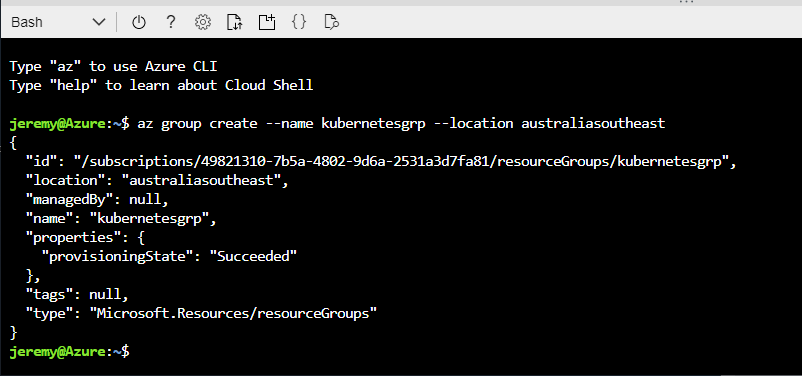 Bash
Type "az" to use Azure CLI
Type "help" to learn about Cloud Shell
jeremy@Azure:~$ az group create --name kubernetesgrp --location australiasoutheast
{
  "id": "/subscriptions/49821310-7b5a-4802-9d6a-2531a3d7fa81/resourceGroups/kubernetesgrp",
  "location": "australiasoutheast",
  "managedBy": null,
  "name": "kubernetesgrp",
  "properties": {
    "provisioningState": "Succeeded"
  },
  "tags": null,
  "type": "Microsoft.Resources/resourceGroups"
}
jeremy@Azure:~$